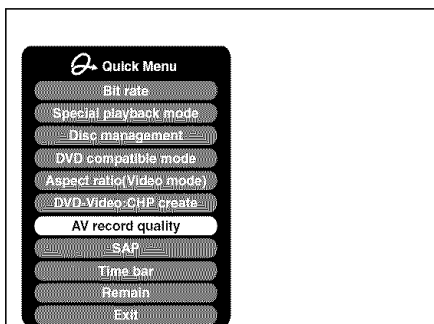 Quick Menu
Bit rate
Special playback mode
Disc management
DVD compatible mode
Aspect ratio(Video mode)
DVD-Video:CHP create
AV record quality
SAP
Time bar
Remain
Exit